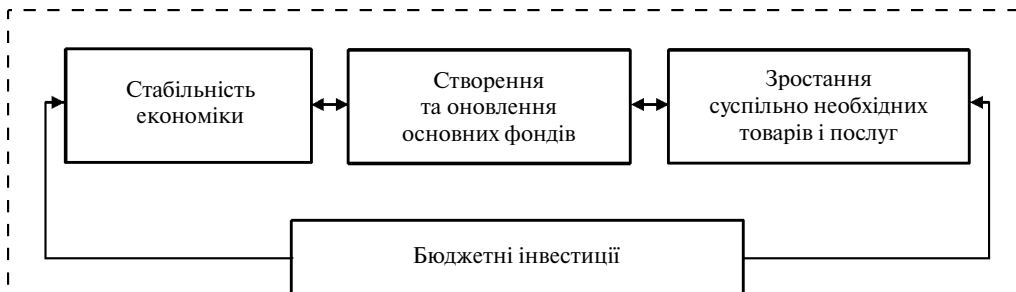 Стабільність
економіки
Створення
та оновлення
основних фондів
Зростання
суспільно необхідних
товарів і послуг
Бюджетні інвестиції